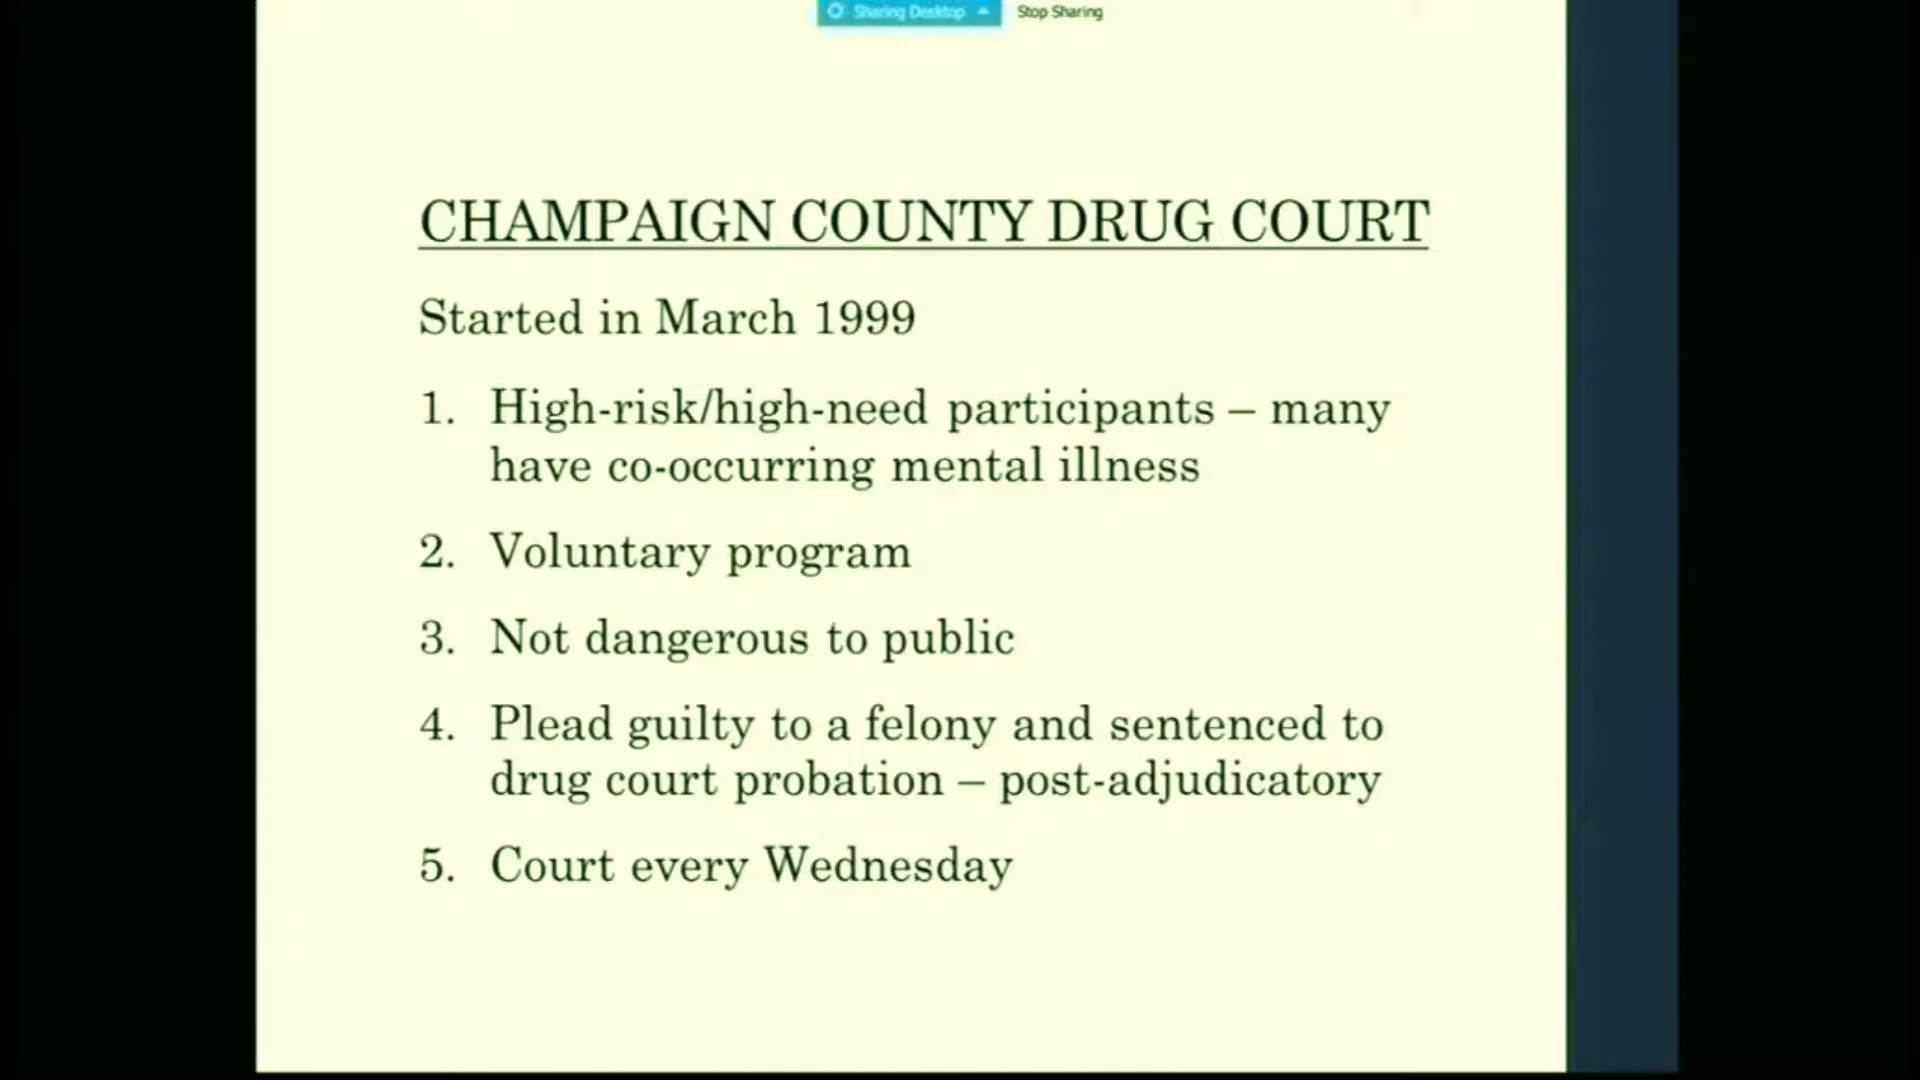 Sharing Desktop Stop Sharing
CHAMPAIGN COUNTY DRUG COURT
Started in March 1999
1. High-risk/high-need participants – many
have co-occurring mental illness
2. Voluntary program
3. Not dangerous to public
4. Plead guilty to a felony and sentenced to
drug court probation – post-adjudicatory
5. Court every Wednesday